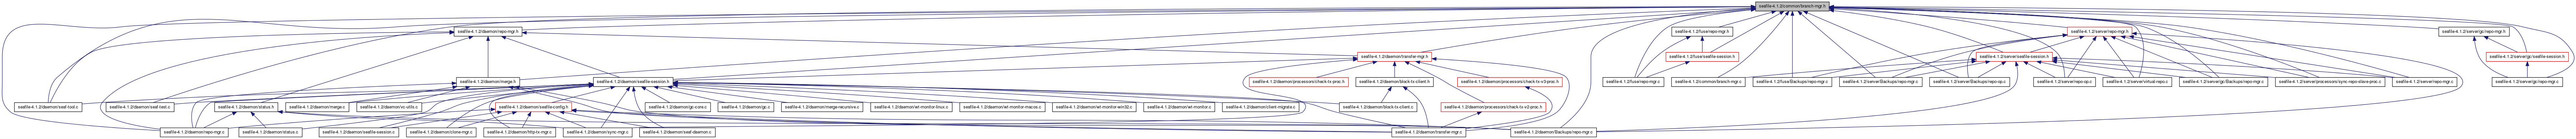 seafile-4.1.2/common/branch-mgr.h
seafile-4.1.2/daemon/repo-mgr.h
seafile-4.1.2/fuse/repo-mgr.h
seafile-4.1.2/server/repo-mgr.h
seafile-4.1.2/server/gc/repo-mgr.h
seafile-4.1.2/daemon/transfer-mgr.h
seafile-4.1.2/fuse/seafile-session.h
seafile-4.1.2/server/seafile-session.h
seafile-4.1.2/server/gc/seafile-session.h
seafile-4.1.2/daemon/merge.h
seafile-4.1.2/daemon/seafile-session.h
seafile-4.1.2/daemon/processors/check-tx-proc.h
seafile-4.1.2/daemon/block-tx-client.h
seafile-4.1.2/daemon/processors/check-tx-v3-proc.h
seafile-4.1.2/fuse/repo-mgr.c
seafile-4.1.2/common/branch-mgr.c
seafile-4.1.2/fuse/Backups/repo-mgr.c
seafile-4.1.2/server/Backups/repo-mgr.c
seafile-4.1.2/server/Backups/repo-op.c
seafile-4.1.2/server/repo-op.c
seafile-4.1.2/server/virtual-repo.c
seafile-4.1.2/server/gc/Backups/repo-mgr.c
seafile-4.1.2/server/processors/sync-repo-slave-proc.c
seafile-4.1.2/server/repo-mgr.c
seafile-4.1.2/server/gc/repo-mgr.c
seafile-4.1.2/daemon/seaf-tool.c
seafile-4.1.2/daemon/seaf-test.c
seafile-4.1.2/daemon/status.h
seafile-4.1.2/daemon/merge.c
seafile-4.1.2/daemon/vc-utils.c
seafile-4.1.2/daemon/seafile-config.h
seafile-4.1.2/daemon/gc-core.c
seafile-4.1.2/daemon/gc.c
seafile-4.1.2/daemon/merge-recursive.c
seafile-4.1.2/daemon/wt-monitor-linux.c
seafile-4.1.2/daemon/wt-monitor-macos.c
seafile-4.1.2/daemon/wt-monitor-win32.c
seafile-4.1.2/daemon/wt-monitor.c
seafile-4.1.2/daemon/client-migrate.c
seafile-4.1.2/daemon/block-tx-client.c
seafile-4.1.2/daemon/processors/check-tx-v2-proc.h
seafile-4.1.2/daemon/repo-mgr.c
seafile-4.1.2/daemon/status.c
seafile-4.1.2/daemon/seafile-session.c
seafile-4.1.2/daemon/clone-mgr.c
seafile-4.1.2/daemon/http-tx-mgr.c
seafile-4.1.2/daemon/sync-mgr.c
seafile-4.1.2/daemon/seaf-daemon.c
seafile-4.1.2/daemon/transfer-mgr.c
seafile-4.1.2/daemon/Backups/repo-mgr.c